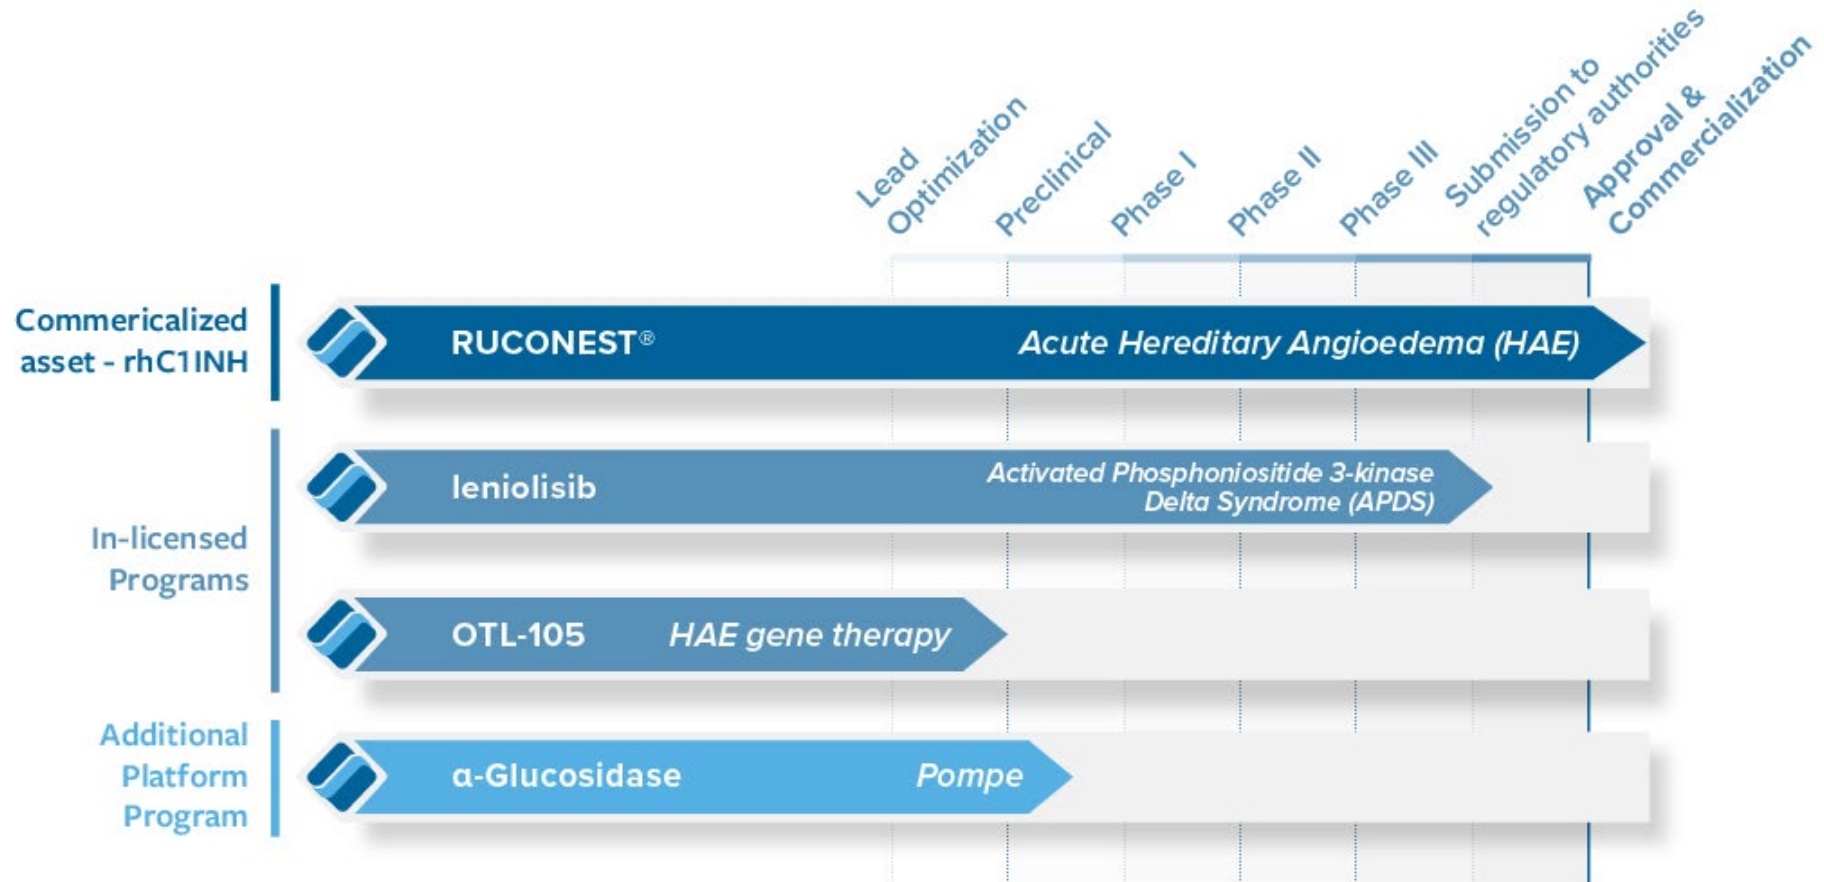 Lead
Optimization
Preclinical
Phase I
Phase II
Phase III
Submission to
regulatory authorities
Approval &
Commercialization
Commericalized
asset - rhC1INH
RUCONEST®
Acute Hereditary Angioedema (HAE)
In-licensed
Programs
leniolisib
Activated Phosphoniositide 3-kinase
Delta Syndrome (APDS)
OTL-105
HAE gene therapy
Additional
Platform
Program
α-Glucosidase
Pompe